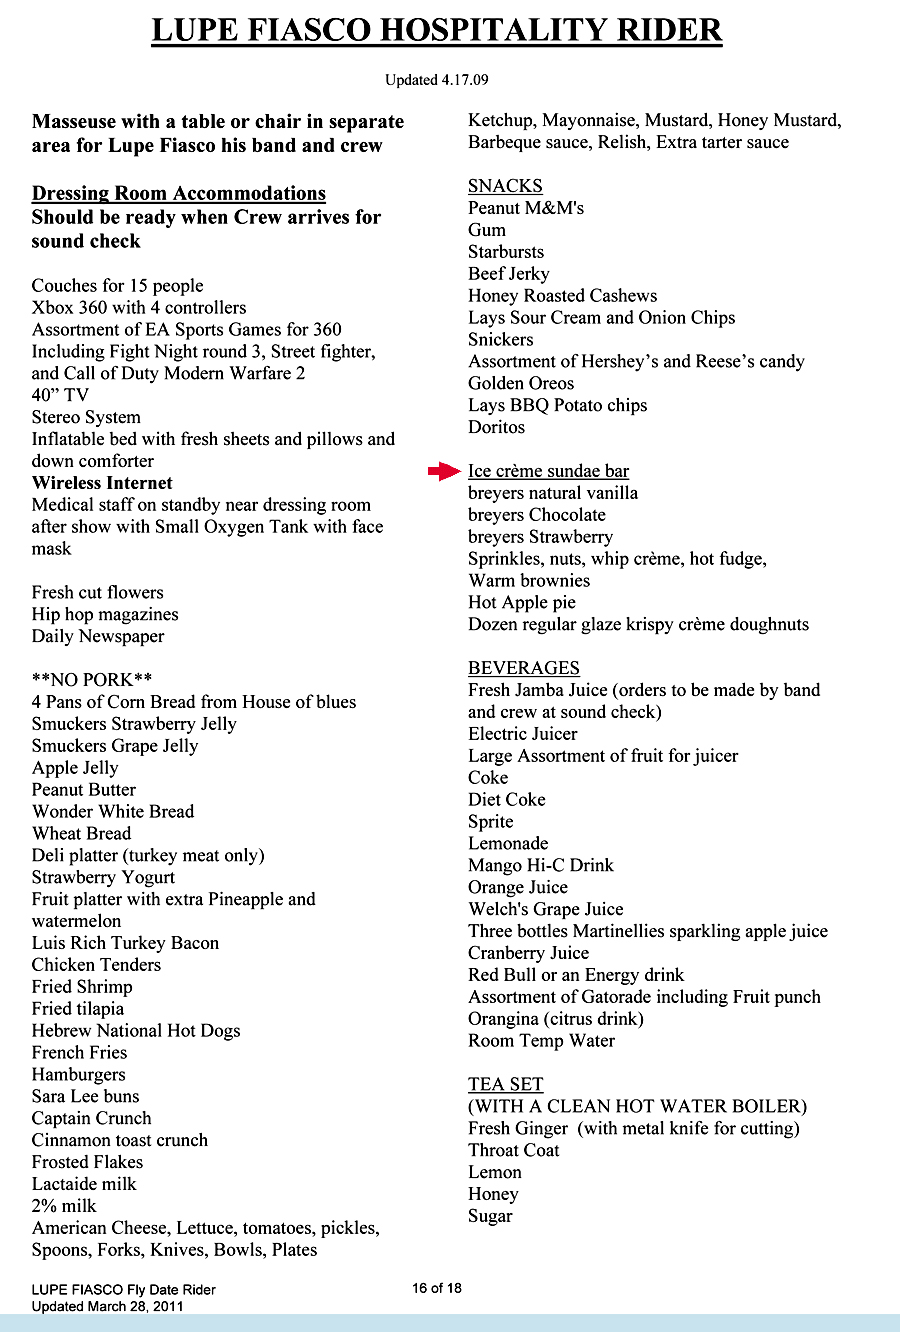 LUPE FIASCO HOSPITALITY RIDER
Updated 4.17.09
Masseuse with a table or chair in separate
area for Lupe Fiasco his band and crew
Dressing Room Accommodations
Should be ready when Crew arrives for
sound check
Couches for 15 people
Xbox 360 with 4 controllers
Assortment of EA Sports Games for 360
Including Fight Night round 3, Street fighter,
and Call of Duty Modern Warfare 2
40” TV
Stereo System
Inflatable bed with fresh sheets and pillows and
down comforter
Wireless Internet
Medical staff on standby near dressing room
after show with Small Oxygen Tank with face
mask
Fresh cut flowers
Hip hop magazines
Daily Newspaper
**NO PORK**
4 Pans of Corn Bread from House of blues
Smuckers Strawberry Jelly
Smuckers Grape Jelly
Apple Jelly
Peanut Butter
Wonder White Bread
Wheat Bread
Deli platter (turkey meat only)
Strawberry Yogurt
Fruit platter with extra Pineapple and
watermelon
Luis Rich Turkey Bacon
Chicken Tenders
Fried Shrimp
Fried tilapia
Hebrew National Hot Dogs
French Fries
Hamburgers
Sara Lee buns
Captain Crunch
Cinnamon toast crunch
Frosted Flakes
Lactaide milk
2% milk
American Cheese, Lettuce, tomatoes, pickles,
Spoons, Forks, Knives, Bowls, Plates
Ketchup, Mayonnaise, Mustard, Honey Mustard,
Barbeque sauce, Relish, Extra tarter sauce
SNACKS
Peanut M&M's
Gum
Starbursts
Beef Jerky
Honey Roasted Cashews
Lays Sour Cream and Onion Chips
Snickers
Assortment of Hershey’s and Reese’s candy
Golden Oreos
Lays BBQ Potato chips
Doritos
Ice crème sundae bar
breyers natural vanilla
breyers Chocolate
breyers Strawberry
Sprinkles, nuts, whip crème, hot fudge,
Warm brownies
Hot Apple pie
Dozen regular glaze krispy crème doughnuts
BEVERAGES
Fresh Jamba Juice (orders to be made by band
and crew at sound check)
Electric Juicer
Large Assortment of fruit for juicer
Coke
Diet Coke
Sprite
Lemonade
Mango Hi-C Drink
Orange Juice
Welch's Grape Juice
Three bottles Martinellies sparkling apple juice
Cranberry Juice
Red Bull or an Energy drink
Assortment of Gatorade including Fruit punch
Orangina (citrus drink)
Room Temp Water
TEA SET
(WITH A CLEAN HOT WATER BOILER)
Fresh Ginger (with metal knife for cutting)
Throat Coat
Lemon
Honey
Sugar
LUPE FIASCO Fly Date Rider
Updated March 28, 2011
16 of 18